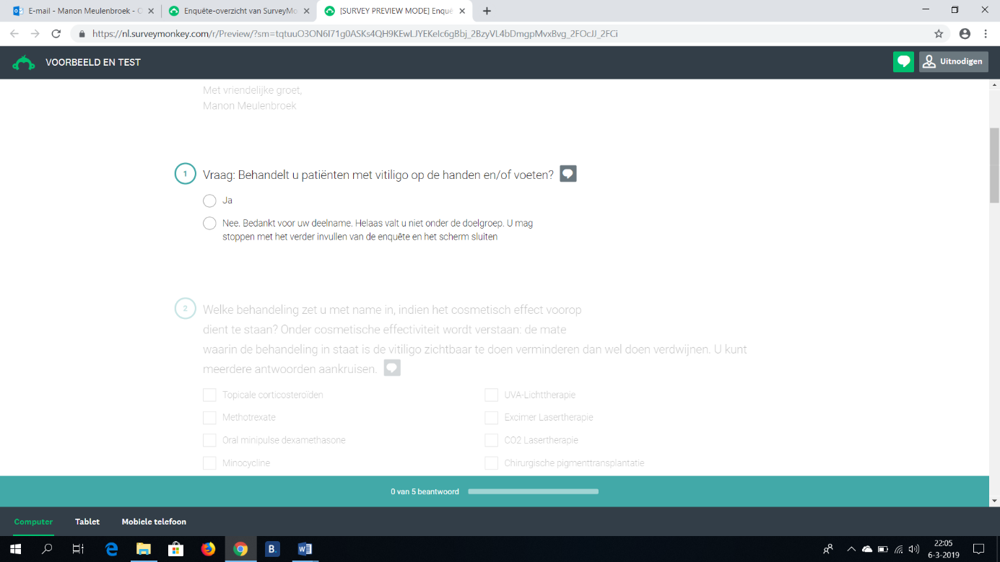 E-mail - Manon Meulenbroek - O
Enquête-overzicht van SurveyMo
[SURVEY PREVIEW MODE] Enquê
https://nl.surveymonkey.com/r/Preview/?sm=tqtuuO3ON6I71g0ASKs4QH9KEwLJYEKeIc6gBbj_2BzyVL4bDmgpMvxBvg_2FOcJJ_2FCi
VOORBEELD EN TEST
Uitnodigen
Met vriendelijke groet,
Manon Meulenbroek
1
Vraag: Behandelt u patiënten met vitiligo op de handen en/of voeten?
Ja
Nee. Bedankt voor uw deelname. Helaas valt u niet onder de doelgroep. U mag
stoppen met het verder invullen van de enquête en het scherm sluiten
2
Welke behandeling zet u met name in, indien het cosmetisch effect voorop
dient te staan? Onder cosmetische effectiviteit wordt verstaan: de mate
waarin de behandeling in staat is de vitiligo zichtbaar te doen verminderen dan wel doen verdwijnen. U kunt
meerdere antwoorden aankruisen.
Topicale corticosteroïden
UVA-Lichttherapie
Methotrexate
Excimer Lasertherapie
Oral minipulse dexamethasone
CO2 Lasertherapie
Minocycline
Chirurgische pigmenttransplantatie
0 van 5 beantwoord
Computer
Tablet
Mobiele telefoon
B.
22:05
6-3-2019